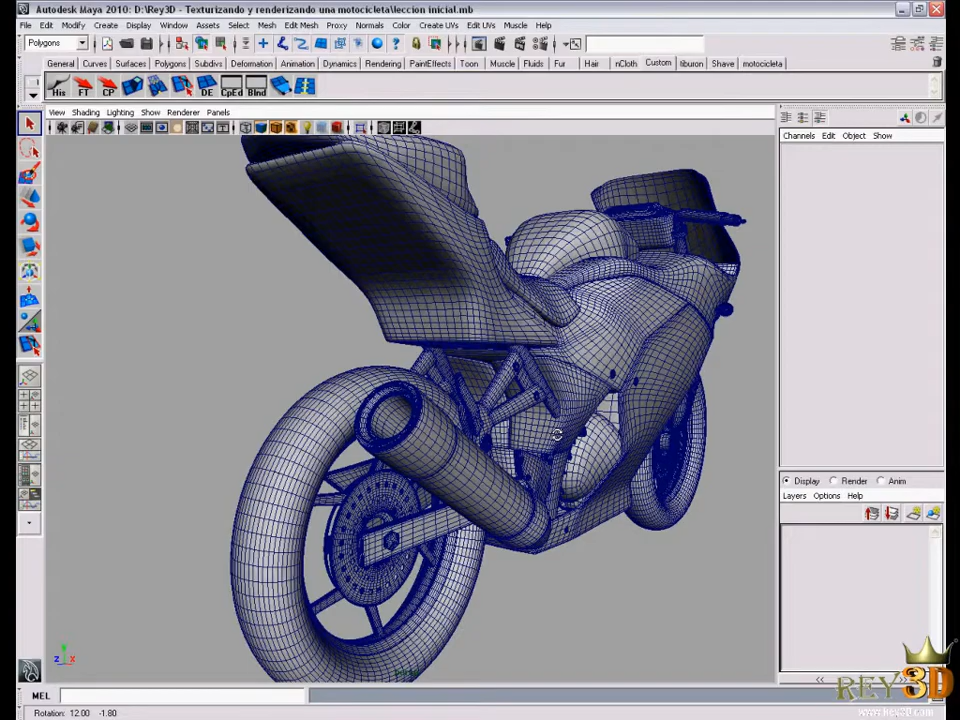 Autodesk Maya 2010: D:\Rey3D - Texturizando y renderizando una motocicleta\leccion inicial.mb
File Edit Modify Create Display Window Assets Select Mesh Edit Mesh Proxy Normals Color Create UVs Edit UVs Muscle Help
Polygons
General Curves Surfaces Polygons Subdivs Deformation Animation Dynamics Rendering PaintEffects Toon Muscle Fluids Fur Hair nCloth Custom tiburon Shave motocicleta
His FT CP DE CpEd Blnd
View Shading Lighting Show Renderer Panels
Channels Edit Object Show
Display Render Anim
Layers Options Help
z x
MEL
REY3D
www.rey3d.com
Rotation: 12.00 -1.80